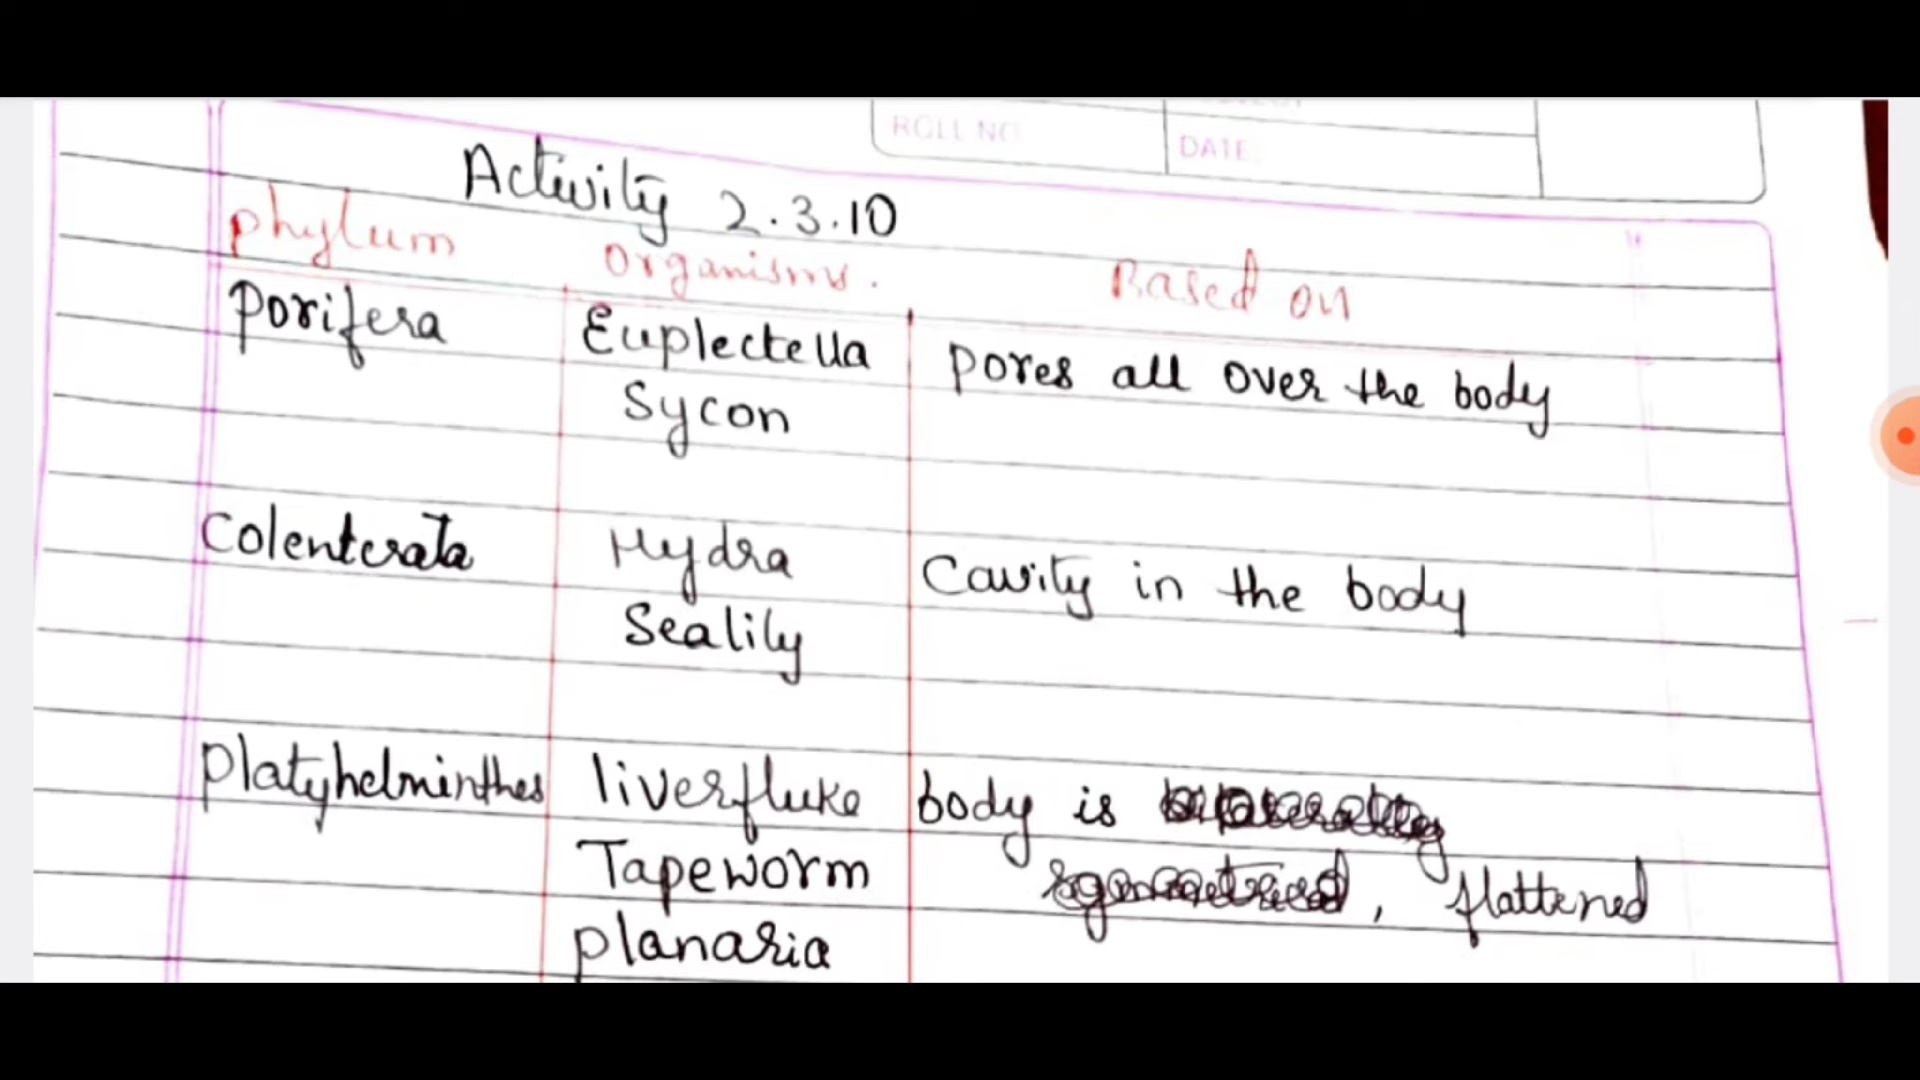 ROLL NO
DATE
Activity 2.3.10
phylum organisms. Based on
Porifera Euplectella pores all over the body
Sycon
Colenterata Hydra Cavity in the body
Sealily
Platyhelminthes liverfluke body is
Tapeworm , flattened
planaria